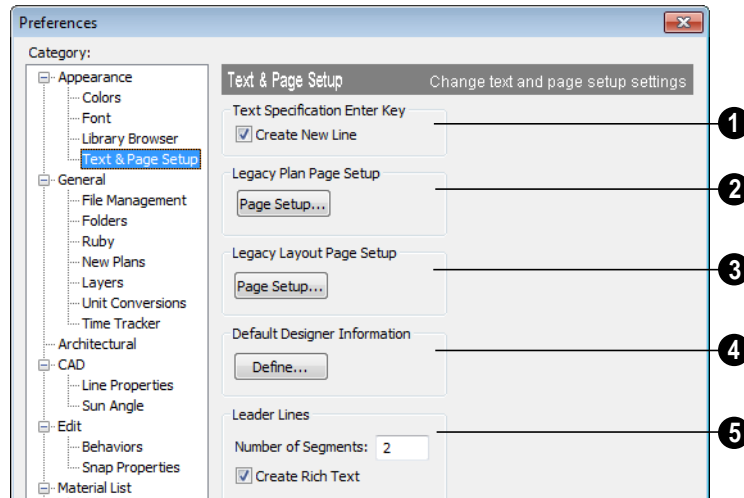 Preferences
Category:
Appearance
Colors
Font
Library Browser
Text & Page Setup
General
File Management
Folders
Ruby
New Plans
Layers
Unit Conversions
Time Tracker
Architectural
CAD
Line Properties
Sun Angle
Edit
Behaviors
Snap Properties
Material List
Text & Page Setup Change text and page setup settings
Text Specification Enter Key
Create New Line
1
Legacy Plan Page Setup
Page Setup...
2
Legacy Layout Page Setup
Page Setup...
3
Default Designer Information
Define...
4
Leader Lines
Number of Segments: 2
Create Rich Text
5